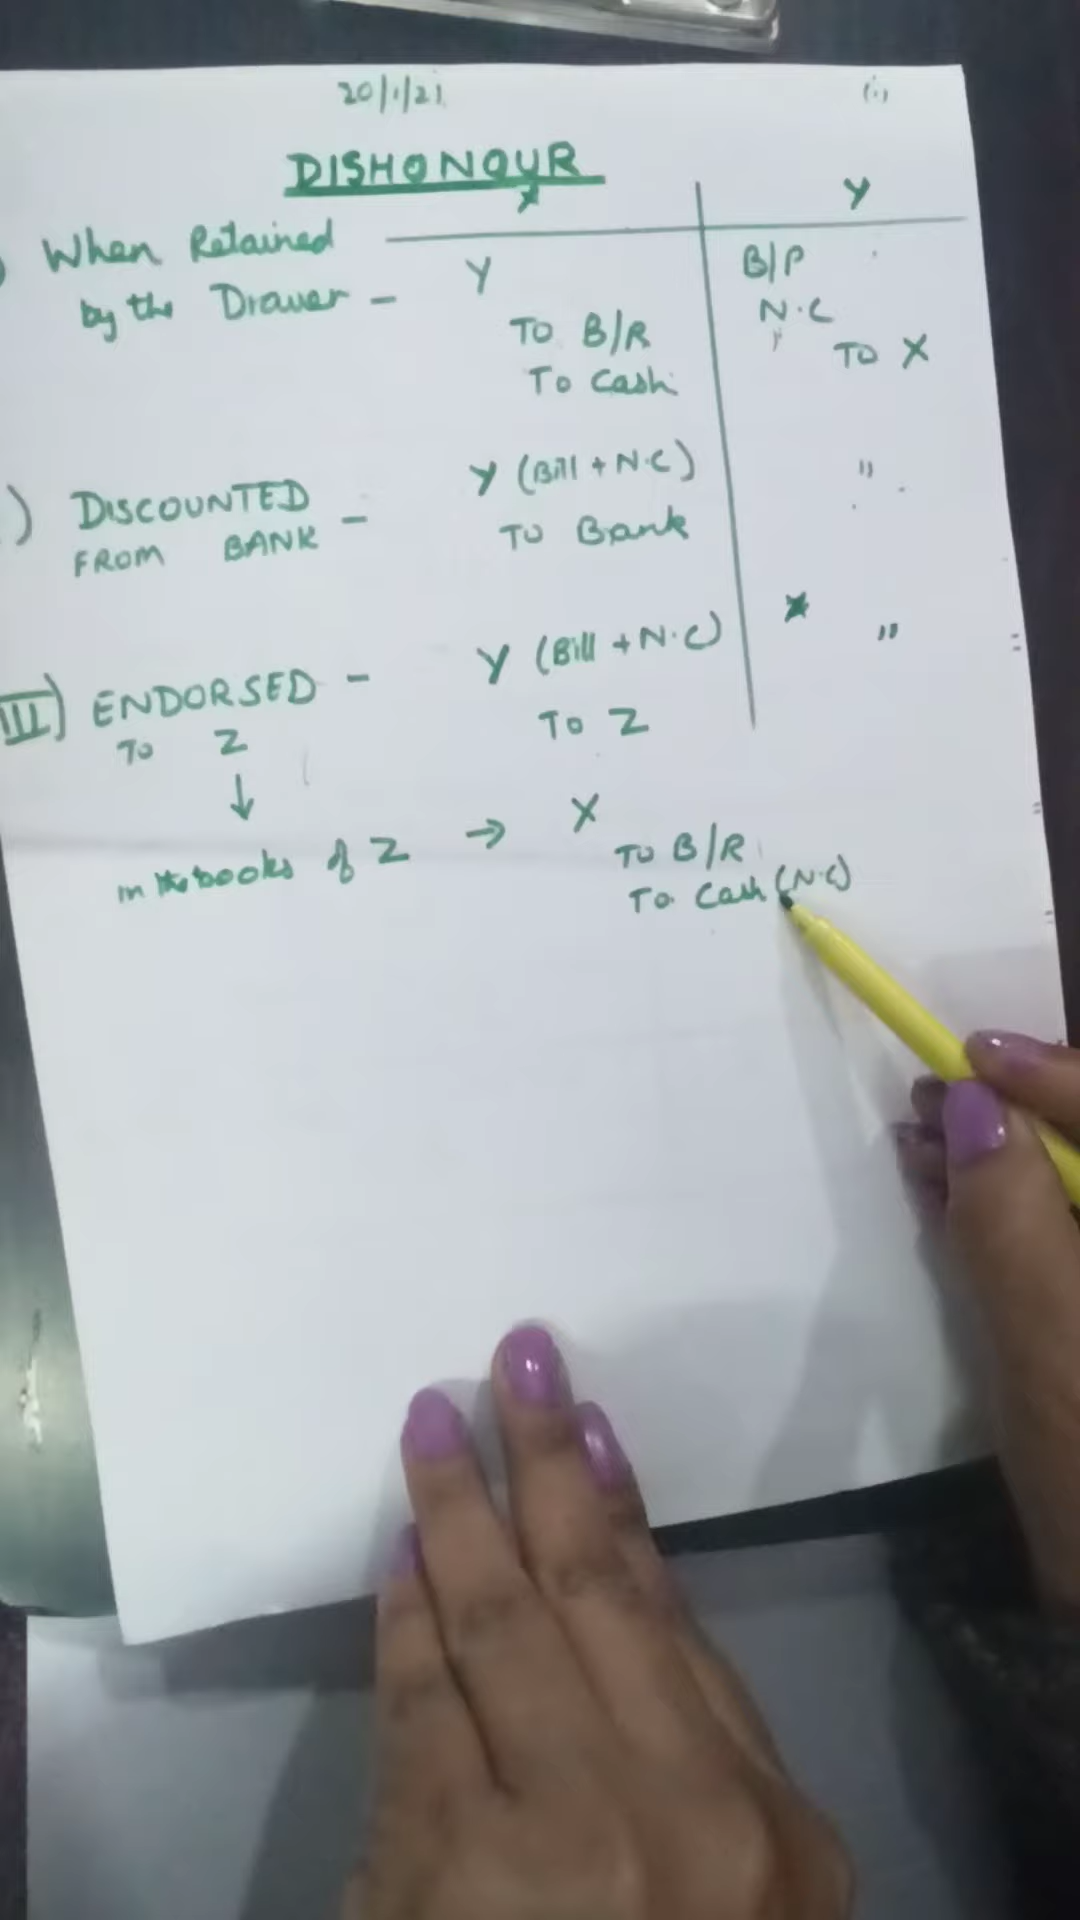 20/1/21 (1)
DISHONOUR
X Y
When Retained
by the Drawer -
Y
To B/R
To Cash
B/P
N.C
To X
) DISCOUNTED
FROM BANK -
Y (Bill + N.C)
To Bank
"
III) ENDORSED -
To Z
Y (Bill + N.C)
To Z
"
↓
in the books of Z → X
To B/R
To Cash (N.C)